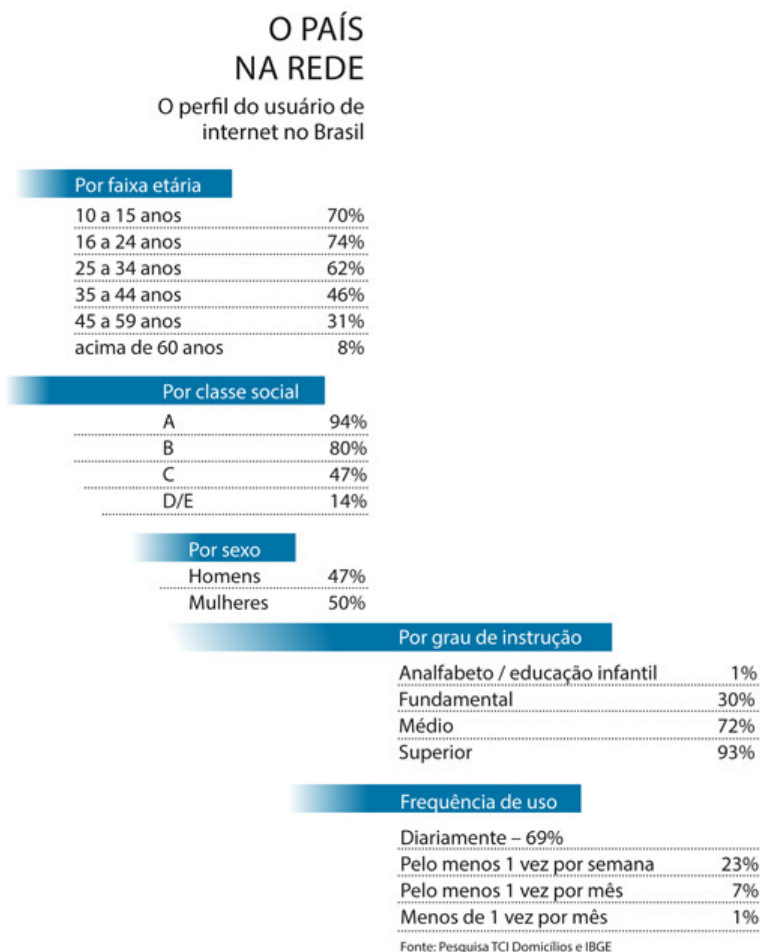 O PAÍS
NA REDE
O perfil do usuário de
internet no Brasil
Por faixa etária
10 a 15 anos 70%
16 a 24 anos 74%
25 a 34 anos 62%
35 a 44 anos 46%
45 a 59 anos 31%
acima de 60 anos 8%
Por classe social
A 94%
B 80%
C 47%
D/E 14%
Por sexo
Homens 47%
Mulheres 50%
Por grau de instrução
Analfabeto / educação infantil 1%
Fundamental 30%
Médio 72%
Superior 93%
Frequência de uso
Diariamente – 69%
Pelo menos 1 vez por semana 23%
Pelo menos 1 vez por mês 7%
Menos de 1 vez por mês 1%
Fonte: Pesquisa TCI Domicílios e IBGE